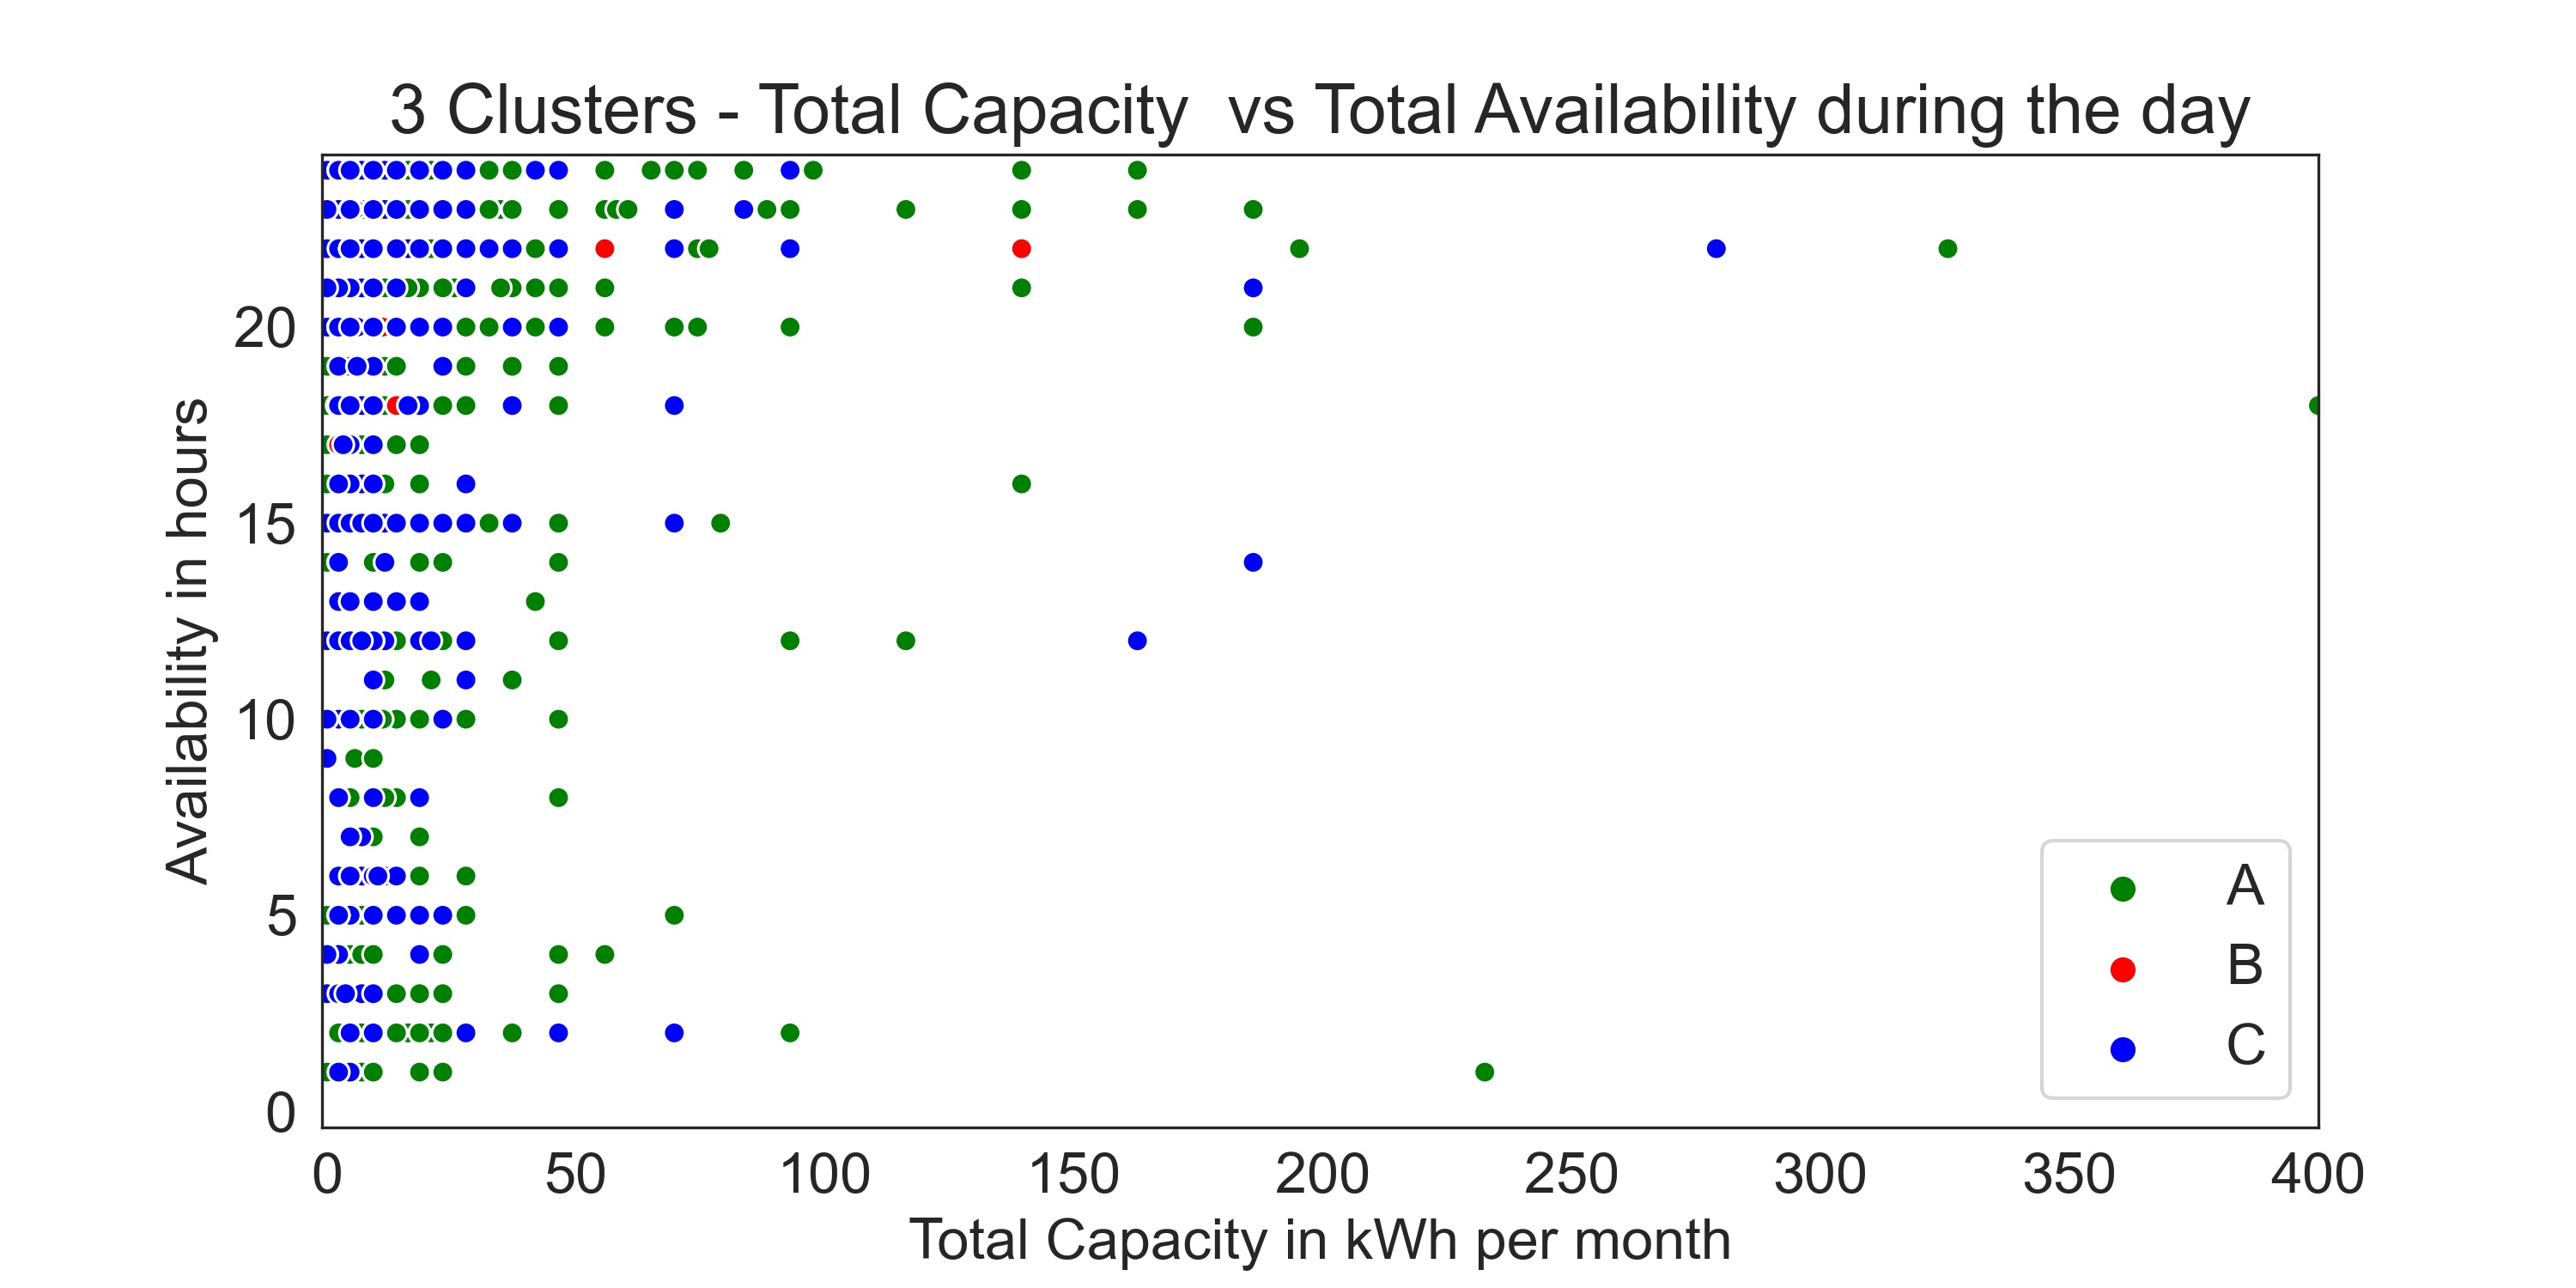 3 Clusters - Total Capacity  vs Total Availability during the day
Availability in hours
20
15
10
5
0
A
B
C
0 50 100 150 200 250 300 350 400
Total Capacity in kWh per month